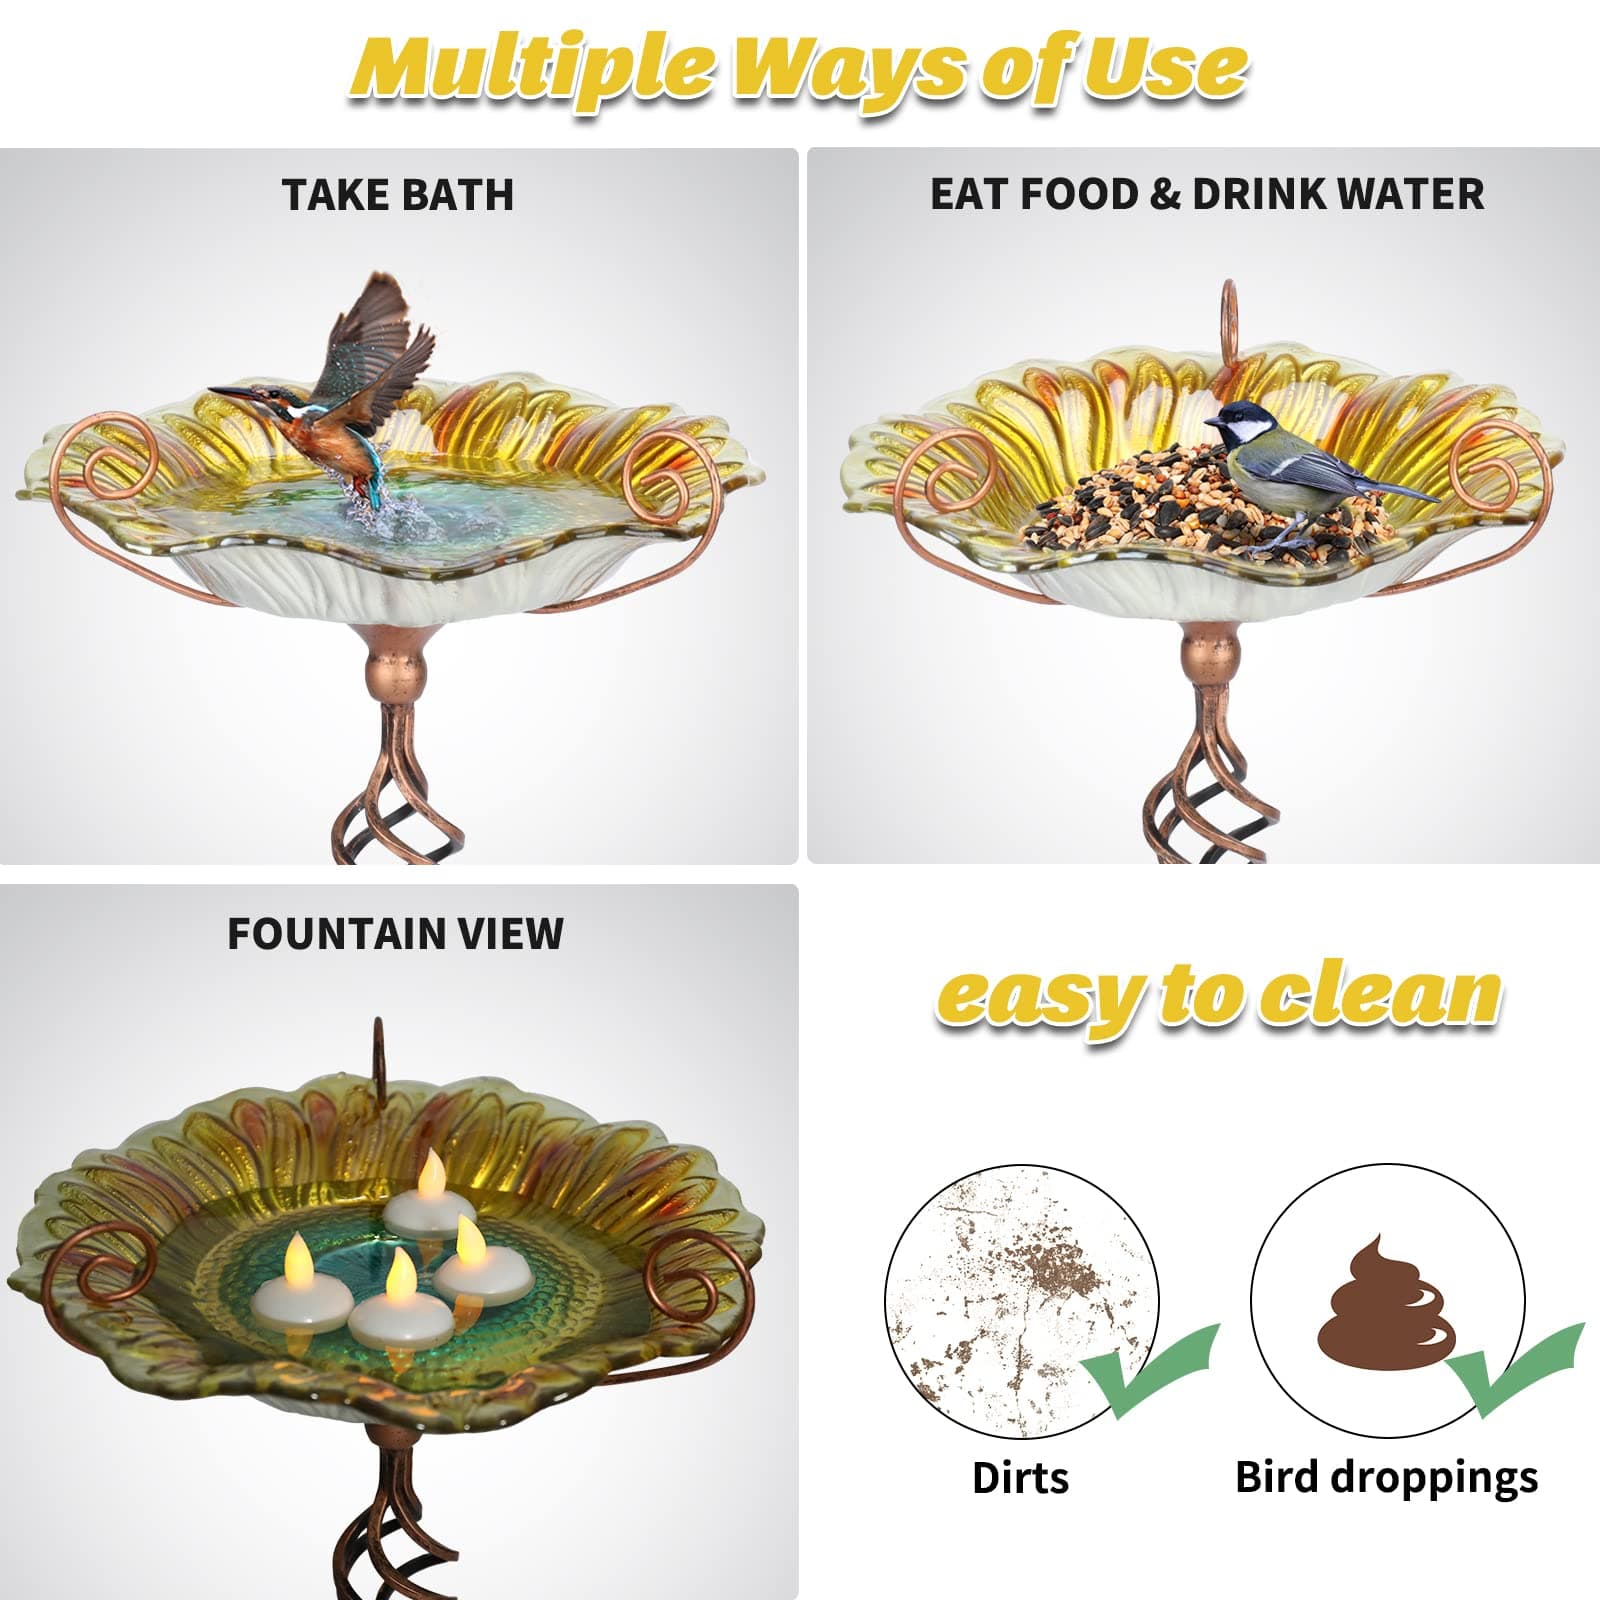 Multiple Ways of Use
TAKE BATH
EAT FOOD & DRINK WATER
FOUNTAIN VIEW
easy to clean
Dirts
Bird droppings